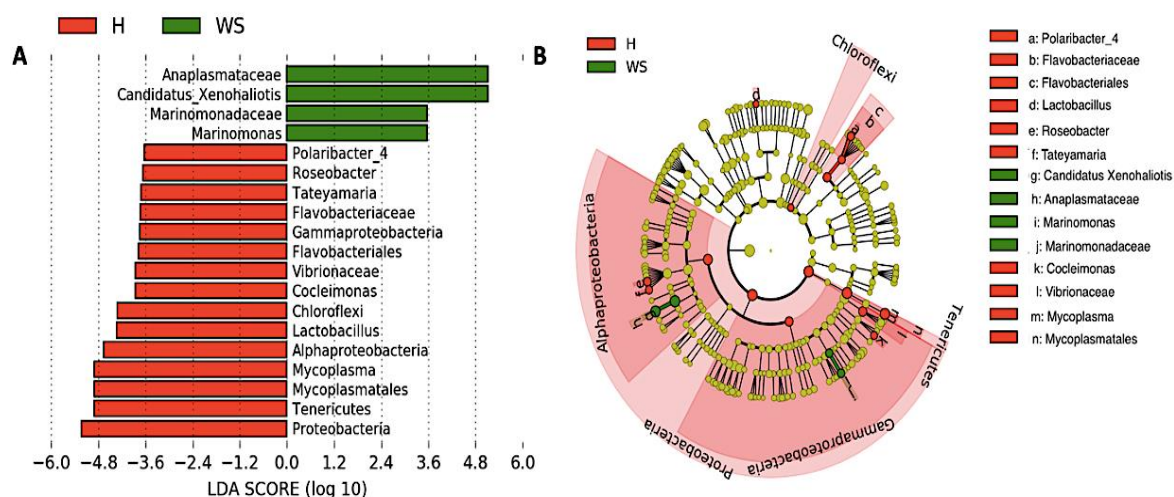 H WS
A
Anaplasmataceae
Candidatus_Xenohaliotis
Marinomonadaceae
Marinomonas
Polaribacter_4
Roseobacter
Tateyamaria
Flavobacteriaceae
Gammaproteobacteria
Flavobacteriales
Vibrionaceae
Cocleimonas
Chloroflexi
Lactobacillus
Alphaproteobacteria
Mycoplasma
Mycoplasmatales
Tenericutes
Proteobacteria
−6.0 −4.8 −3.6 −2.4 −1.2 0.0 1.2 2.4 3.6 4.8 6.0
LDA SCORE (log 10)
B
H
WS
Chloroflexi
c
b
a
d
Alphaproteobacteria
f e
h g
m
l
k
n
Tenericutes
Gammaproteobacteria
Proteobacteria
a: Polaribacter_4
b: Flavobacteriaceae
c: Flavobacteriales
d: Lactobacillus
e: Roseobacter
f: Tateyamaria
g: Candidatus Xenohaliotis
h: Anaplasmataceae
i: Marinomonas
j: Marinomonadaceae
k: Cocleimonas
l: Vibrionaceae
m: Mycoplasma
n: Mycoplasmatales